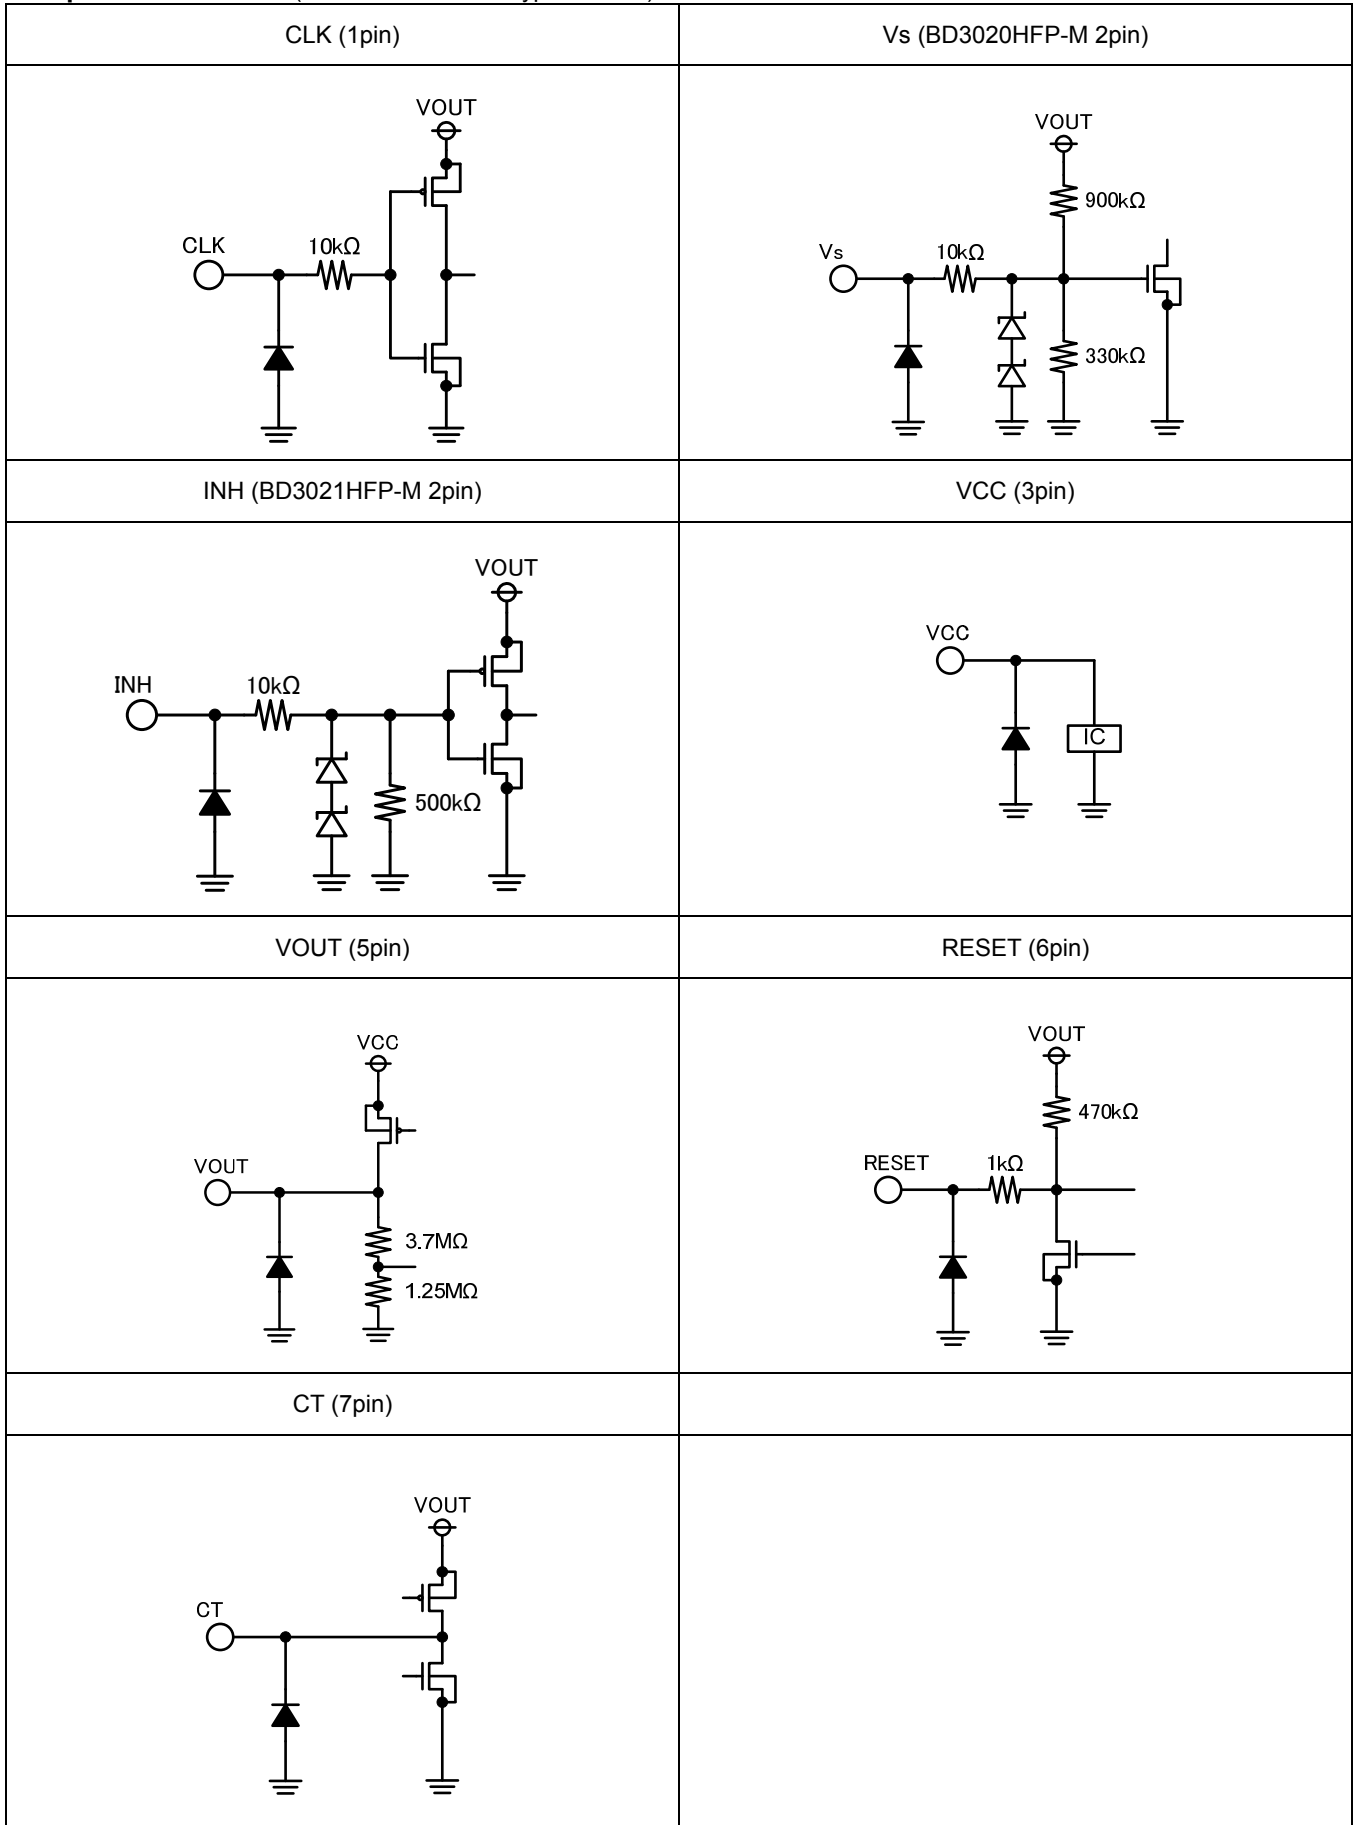 CLK (1pin)
Vs (BD3020HFP-M 2pin)
VOUT
CLK
10kΩ
VOUT
900kΩ
Vs
10kΩ
330kΩ
INH (BD3021HFP-M 2pin)
VCC (3pin)
VOUT
INH
10kΩ
500kΩ
VCC
IC
VOUT (5pin)
RESET (6pin)
VCC
VOUT
3.7MΩ
1.25MΩ
VOUT
470kΩ
RESET
1kΩ
CT (7pin)
VOUT
CT